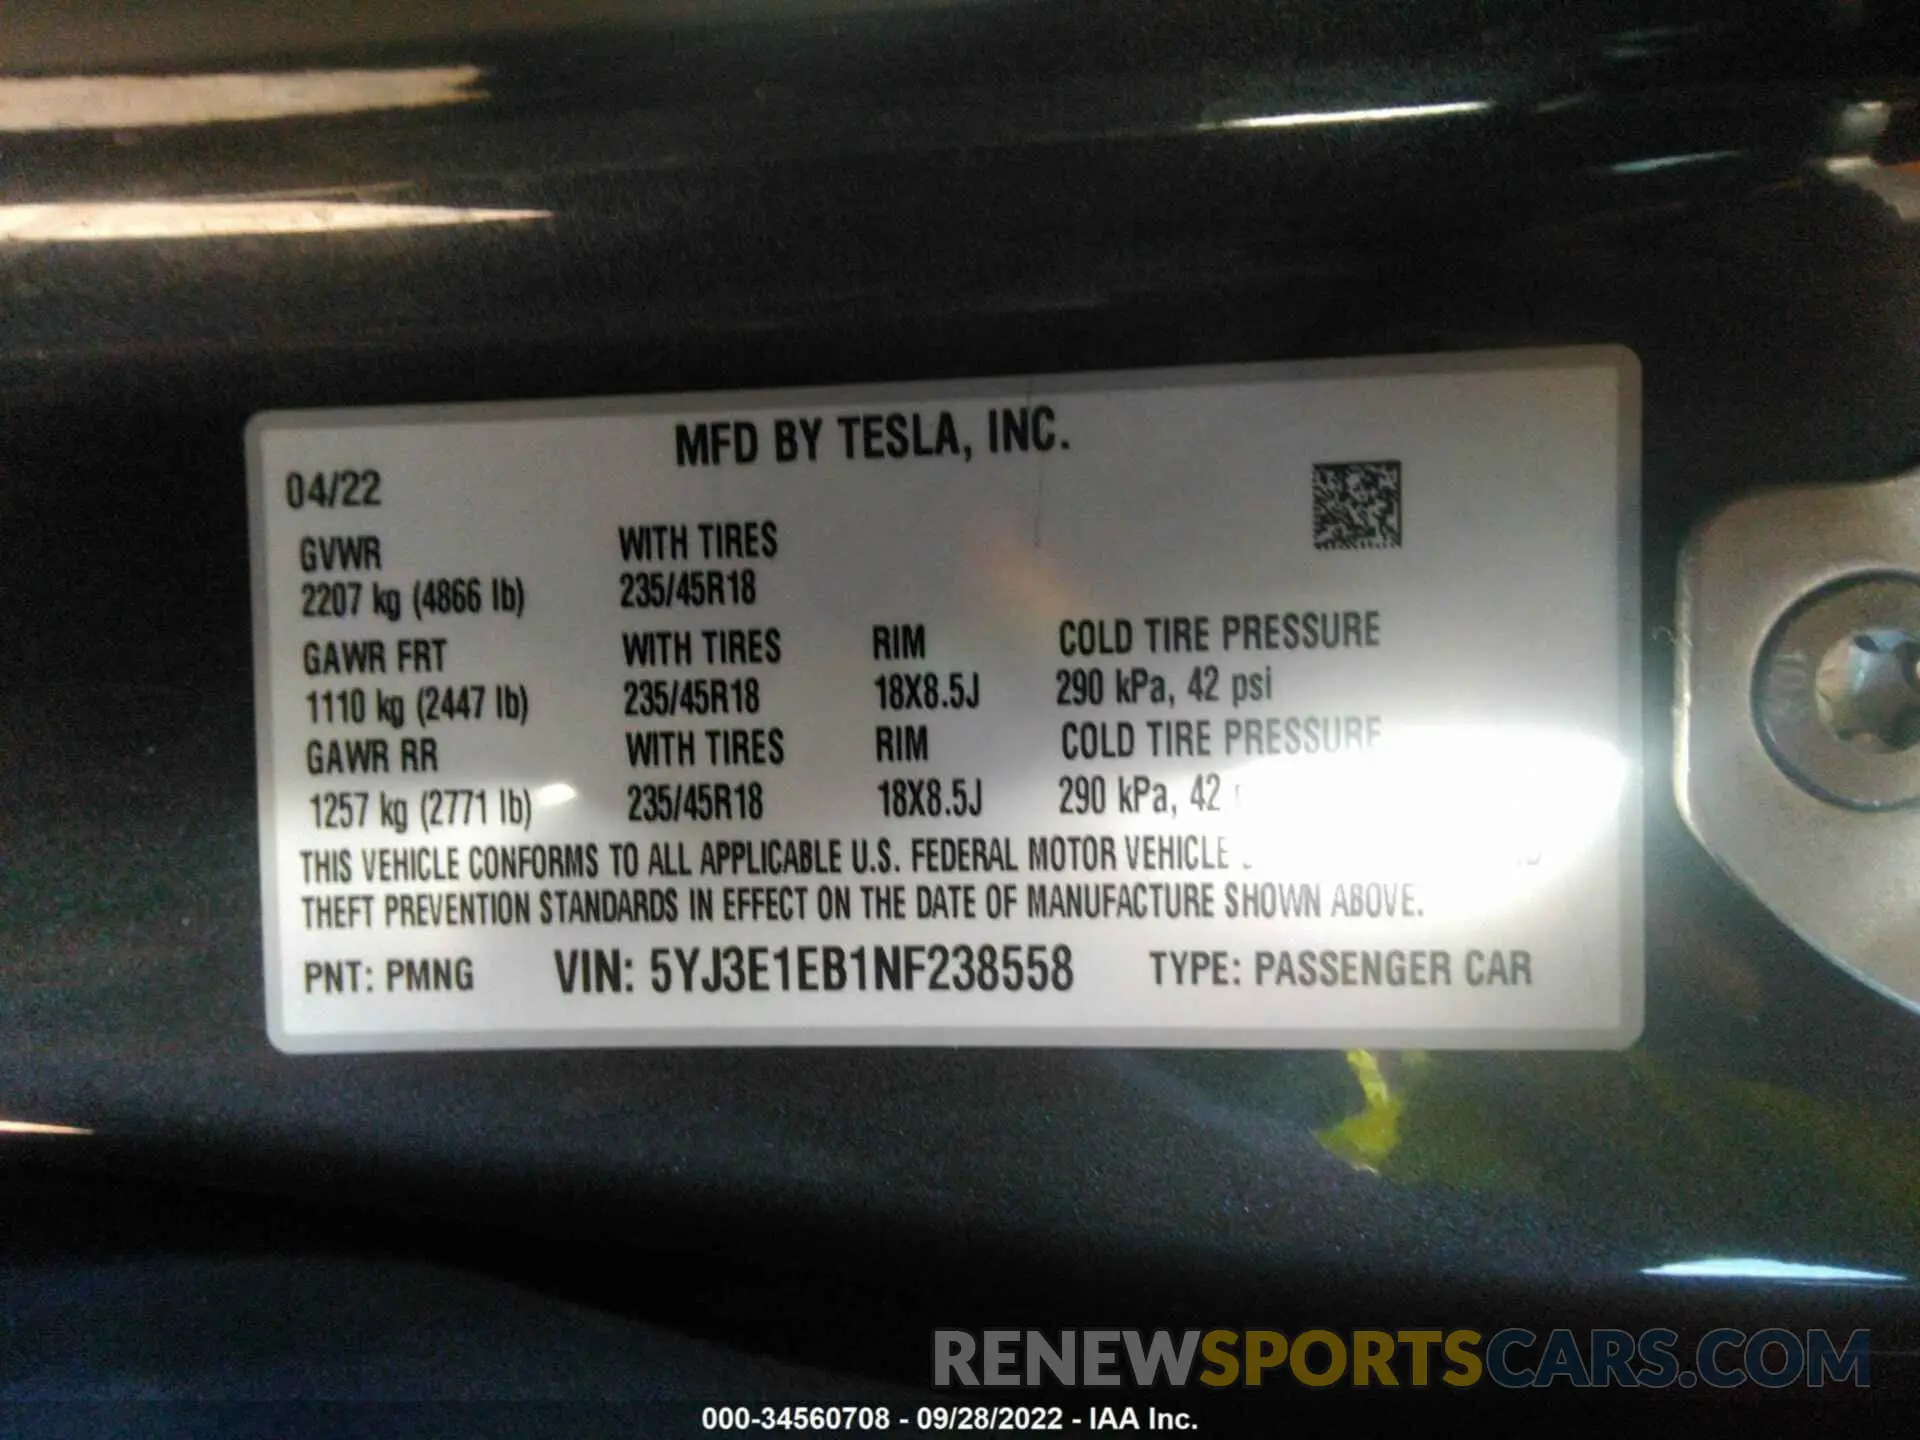 MFD BY TESLA, INC.
04/22
GVWR WITH TIRES
2207 kg (4866 lb) 235/45R18
GAWR FRT WITH TIRES RIM COLD TIRE PRESSURE
1110 kg (2447 lb) 235/45R18 18X8.5J 290 kPa, 42 psi
GAWR RR WITH TIRES RIM COLD TIRE PRESSURE
1257 kg (2771 lb) 235/45R18 18X8.5J 290 kPa, 42
THIS VEHICLE CONFORMS TO ALL APPLICABLE U.S. FEDERAL MOTOR VEHICLE
THEFT PREVENTION STANDARDS IN EFFECT ON THE DATE OF MANUFACTURE SHOWN ABOVE.
PNT: PMNG VIN: 5YJ3E1EB1NF238558 TYPE: PASSENGER CAR
RENEWSPORTSCARS.COM
000-34560708 - 09/28/2022 - IAA Inc.